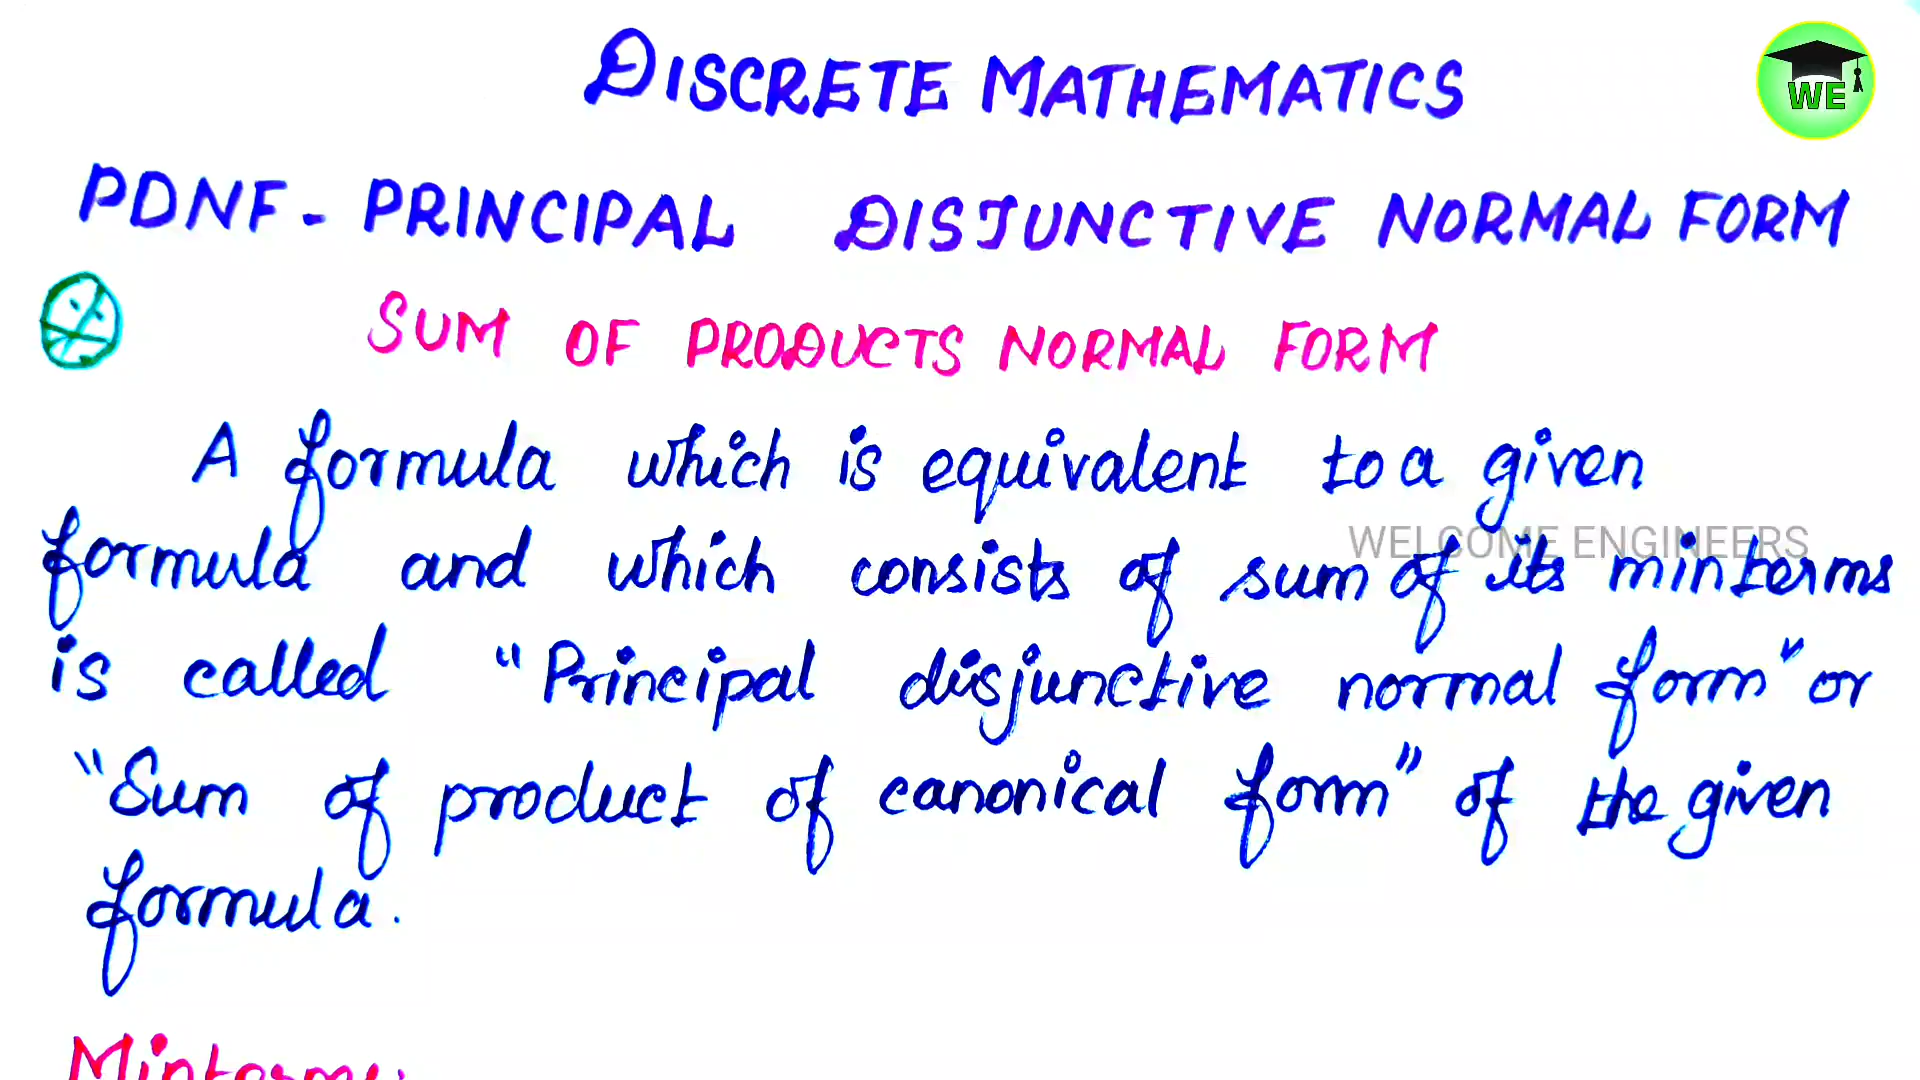 DISCRETE MATHEMATICS
WE
PDNF - PRINCIPAL DISJUNCTIVE NORMAL FORM
SUM OF PRODUCTS NORMAL FORM
A formula which is equivalent to a given
WELCOME ENGINEERS
formula and which consists of sum of its minterms
is called "Principal disjunctive normal form" or
"Sum of product of canonical form" of the given
formula.
Minterms: